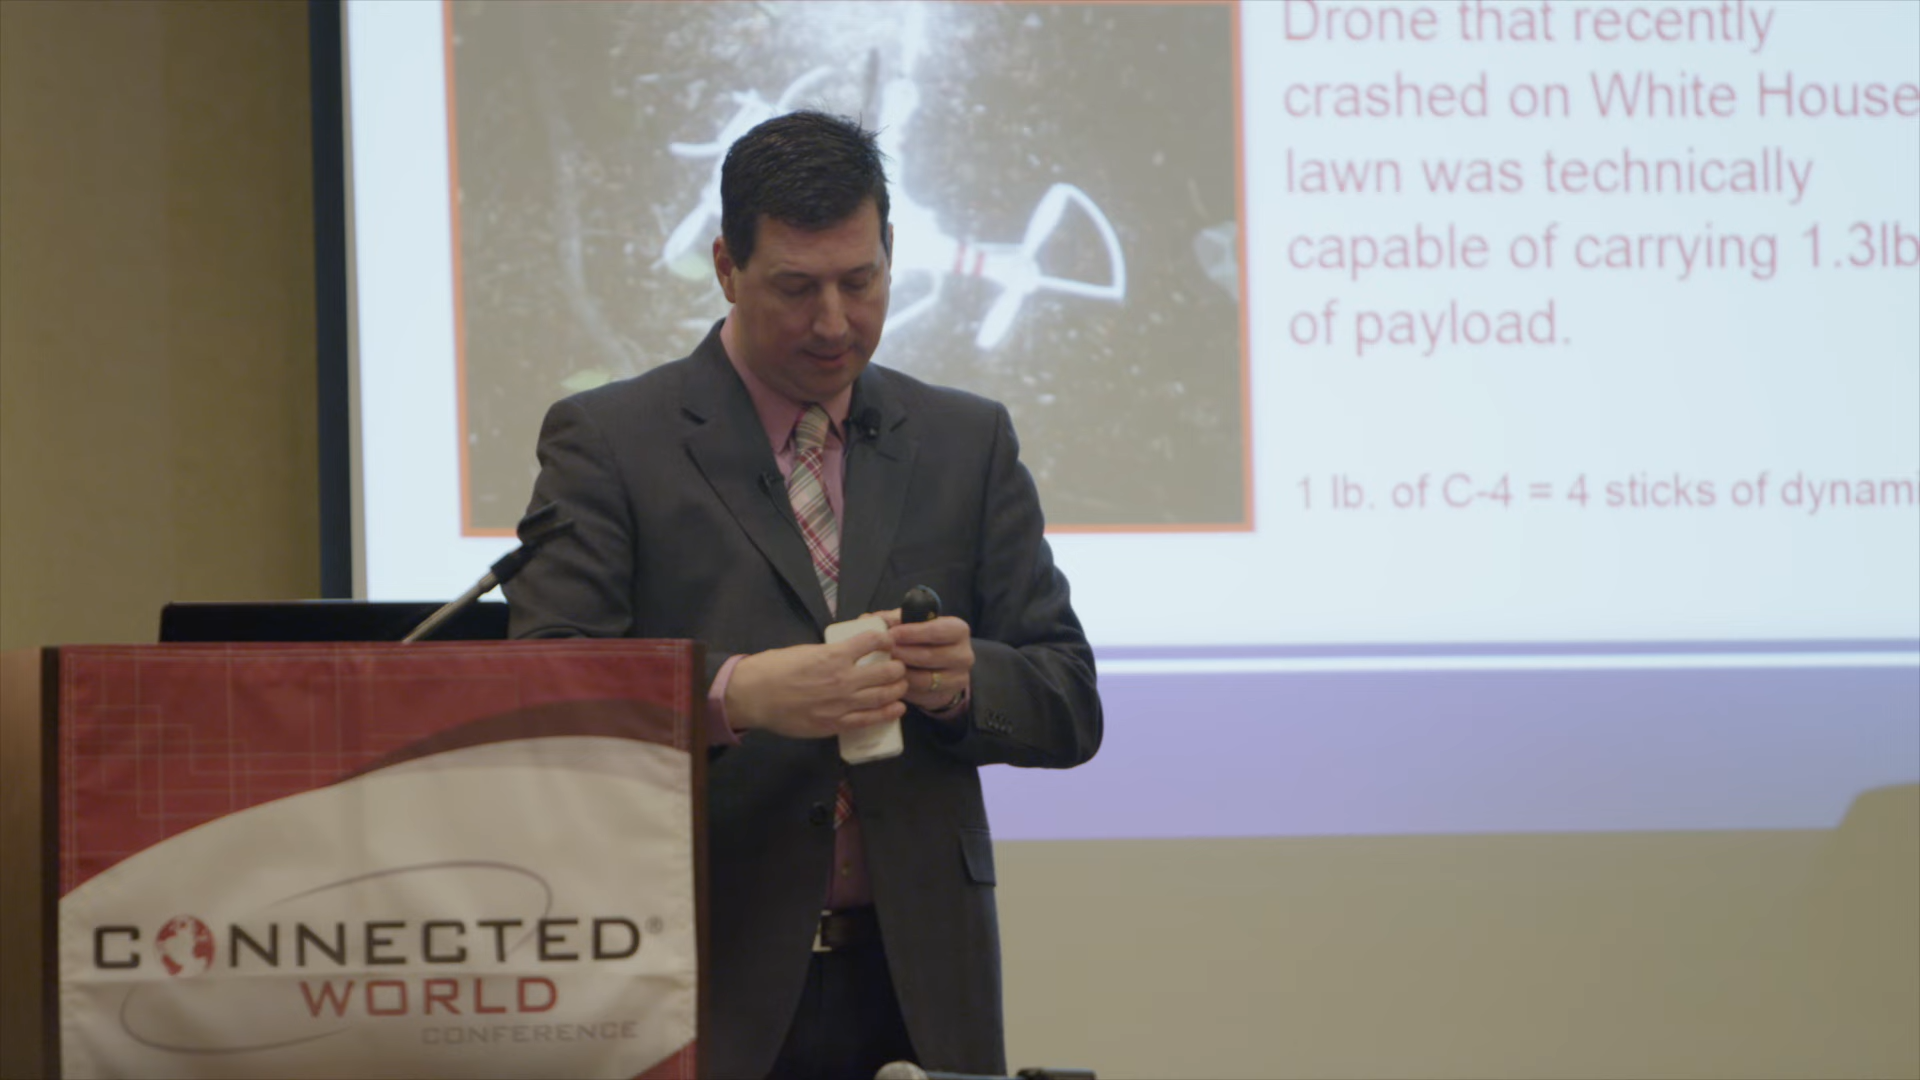 Drone that recently
crashed on White House
lawn was technically
capable of carrying 1.3lb
of payload.
1 lb. of C-4 = 4 sticks of dynami
CONNECTED®
WORLD
CONFERENCE